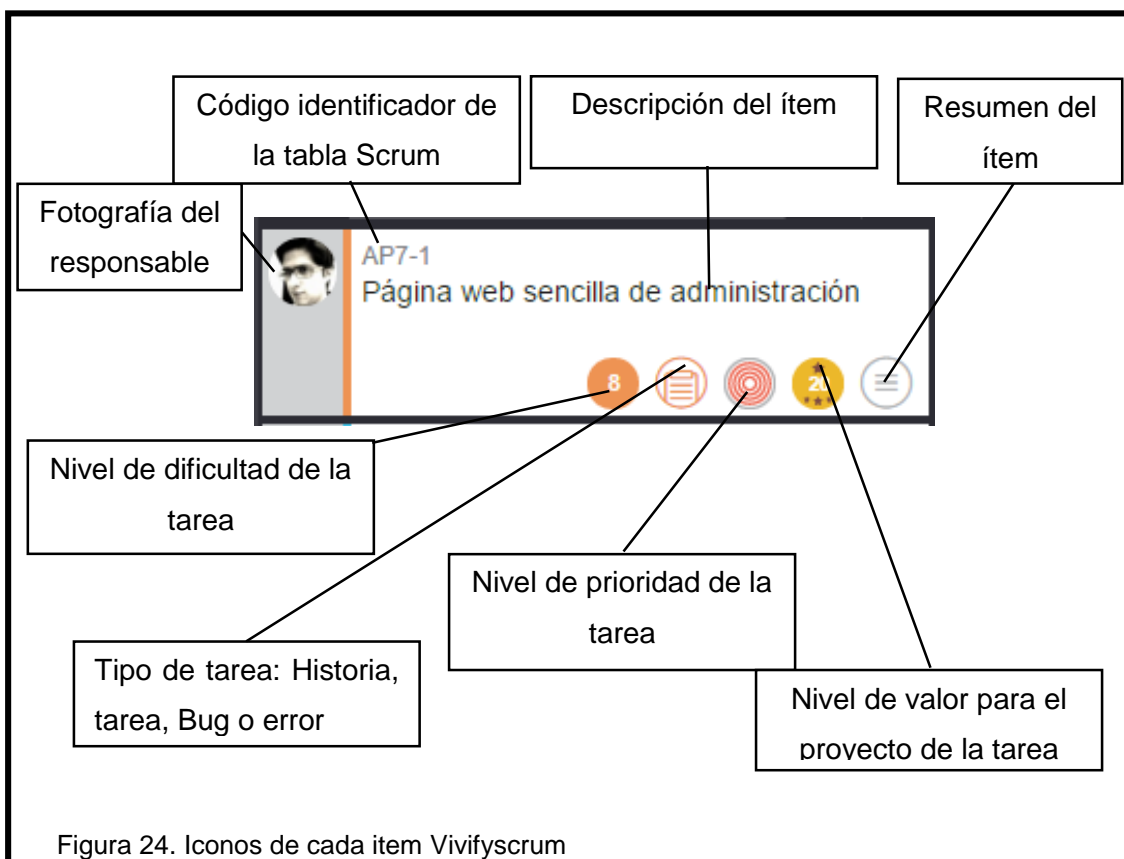 Código identificador de
la tabla Scrum
Descripción del ítem
Resumen del
ítem
Fotografía del
responsable
AP7-1
Página web sencilla de administración
8
20
Nivel de dificultad de la
tarea
Nivel de prioridad de la
tarea
Tipo de tarea: Historia,
tarea, Bug o error
Nivel de valor para el
proyecto de la tarea
Figura 24. Iconos de cada item Vivifyscrum